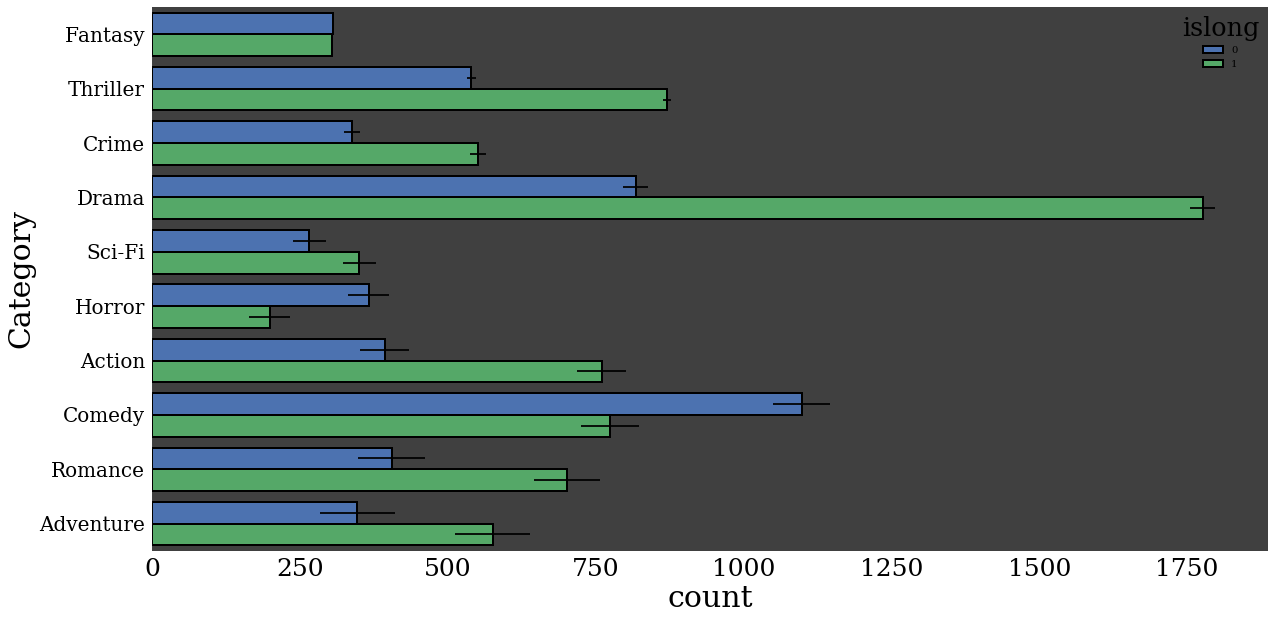 islong
0
1
Fantasy
Thriller
Crime
Drama
Sci-Fi
Horror
Action
Comedy
Romance
Adventure
Category
0 250 500 750 1000 1250 1500 1750
count